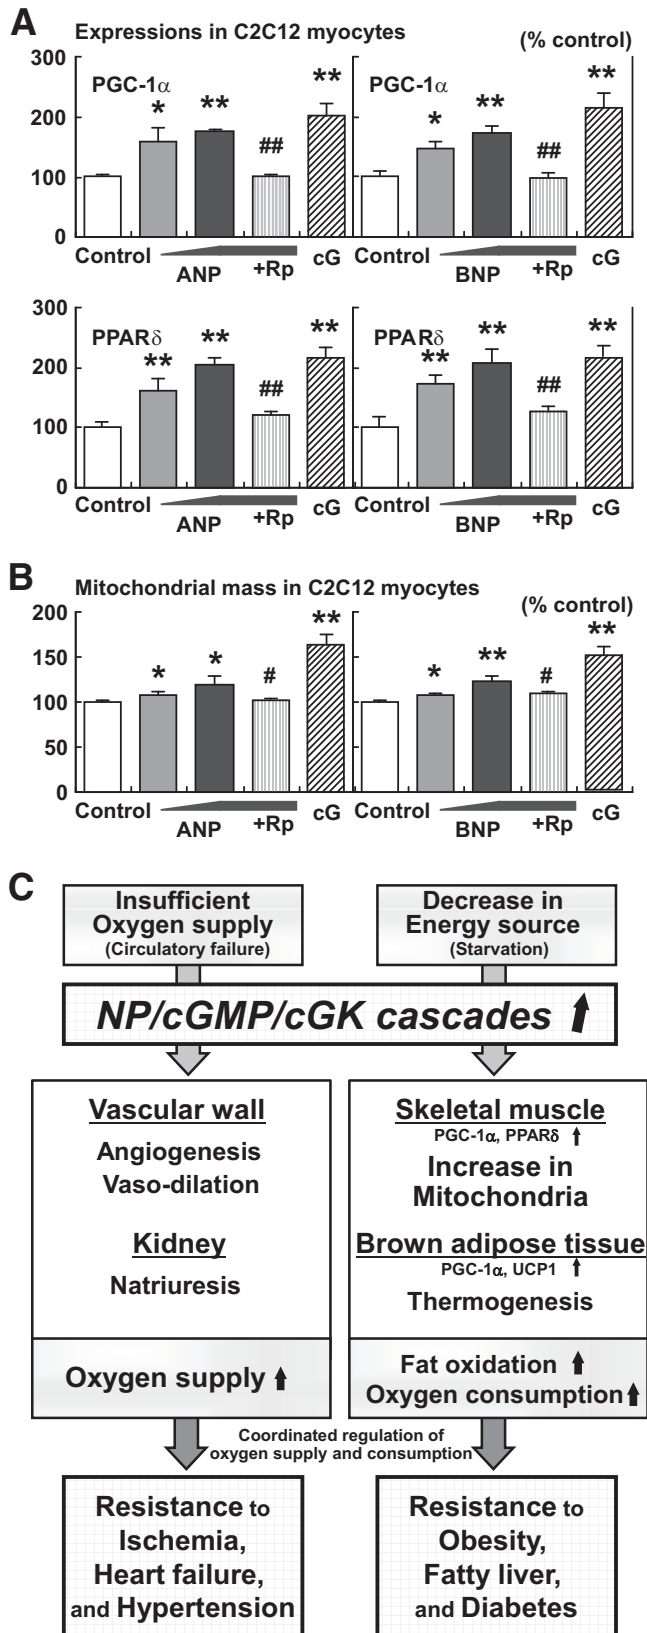 A
Expressions in C2C12 myocytes
(% control)
300
200
100
0
PGC-1α
*
**
##
**
PGC-1α
*
**
##
**
Control
ANP
+Rp
cG
Control
BNP
+Rp
cG
300
200
100
0
PPARδ
**
**
##
**
PPARδ
**
**
##
**
Control
ANP
+Rp
cG
Control
BNP
+Rp
cG
B
Mitochondrial mass in C2C12 myocytes
(% control)
200
150
100
50
0
*
*
#
**
*
**
#
**
Control
ANP
+Rp
cG
Control
BNP
+Rp
cG
C
Insufficient
Oxygen supply
(Circulatory failure)
Decrease in
Energy source
(Starvation)
NP/cGMP/cGK cascades
Vascular wall
Angiogenesis
Vaso-dilation
Kidney
Natriuresis
Oxygen supply
Skeletal muscle
PGC-1α, PPARδ
Increase in
Mitochondria
Brown adipose tissue
PGC-1α, UCP1
Thermogenesis
Fat oxidation
Oxygen consumption
Coordinated regulation of
oxygen supply and consumption
Resistance to
Ischemia,
Heart failure,
and Hypertension
Resistance to
Obesity,
Fatty liver,
and Diabetes